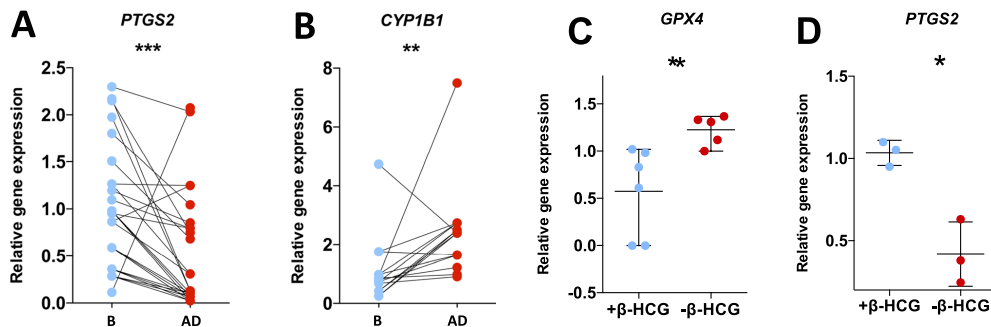 A
PTGS2
***
Relative gene expression
2.5
2.0
1.5
1.0
0.5
0.0
B
AD
B
CYP1B1
**
Relative gene expression
8
6
4
2
0
B
AD
C
GPX4
**
Relative gene expression
1.5
1.0
0.5
0.0
-0.5
+β-HCG
-β-HCG
D
PTGS2
*
Relative gene expression
1.5
1.0
0.5
+β-HCG
-β-HCG